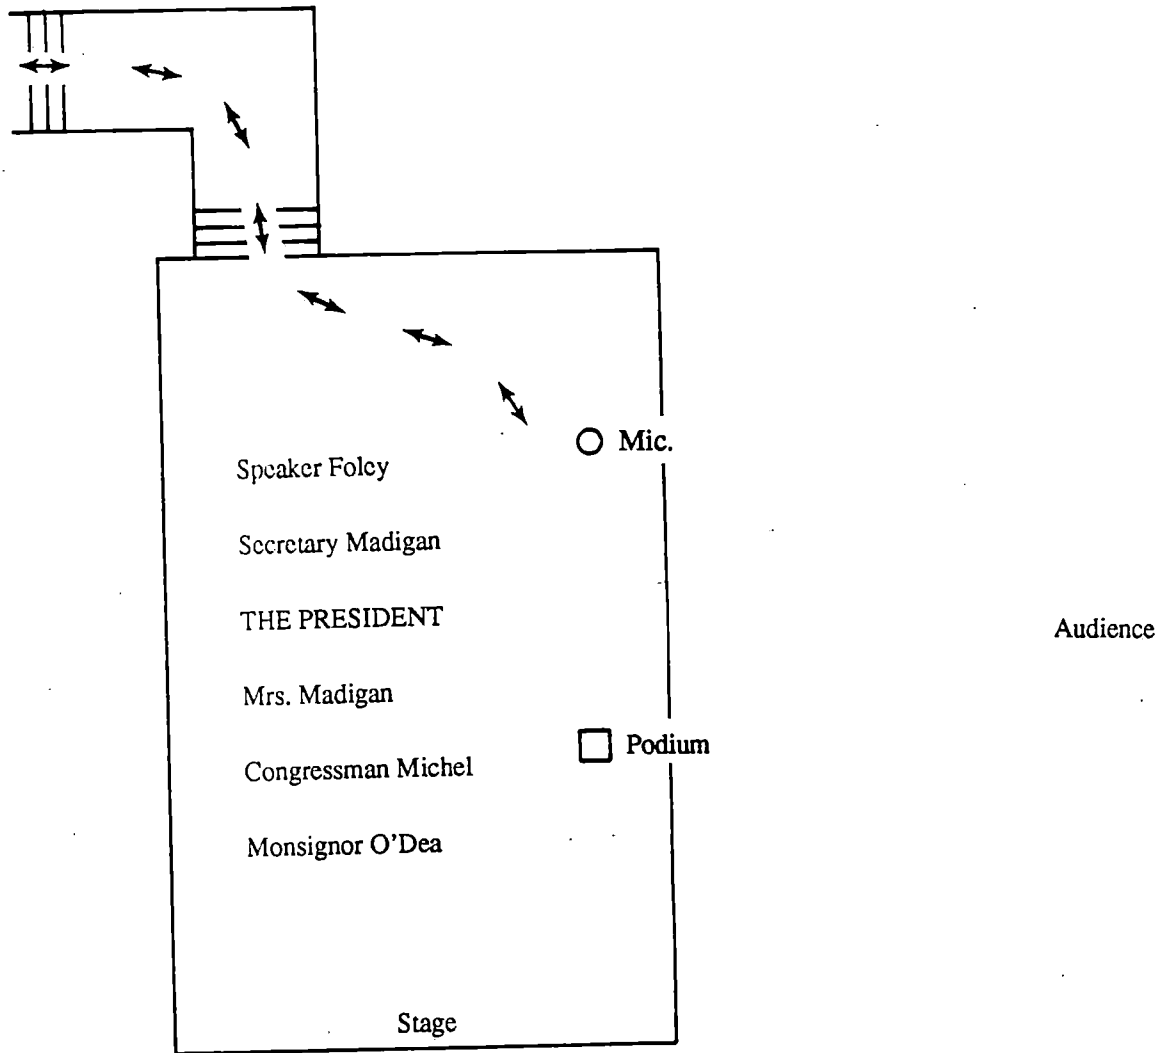 Mic.
Speaker Foley
Secretary Madigan
THE PRESIDENT
Audience
Mrs. Madigan
Podium
Congressman Michel
Monsignor O'Dea
Stage